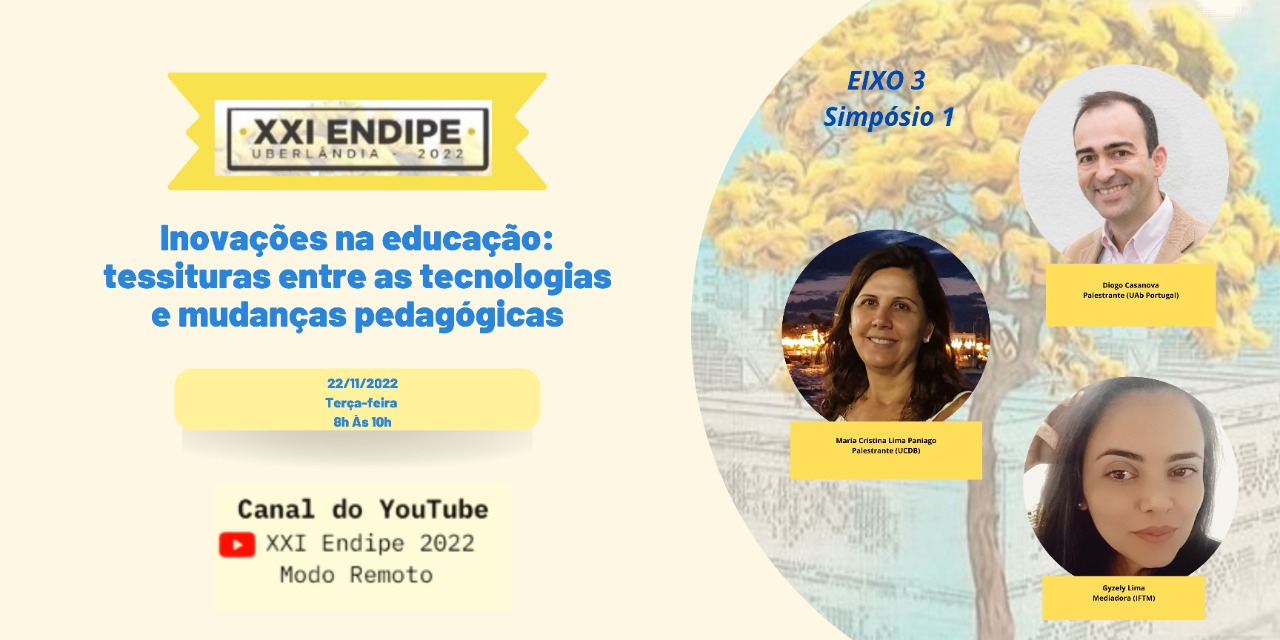 XXI ENDIPE
UBERLÂNDIA - 2022
Inovações na educação:
tessituras entre as tecnologias
e mudanças pedagógicas
22/11/2022
Terça-feira
8h Às 10h
Canal do YouTube
XXI Endipe 2022
Modo Remoto
EIXO 3
Simpósio 1
Diogo Casanova
Palestrante (UAb Portugal)
Maria Cristina Lima Paniago
Palestrante (UCDB)
Gyzely Lima
Mediadora (IFTM)